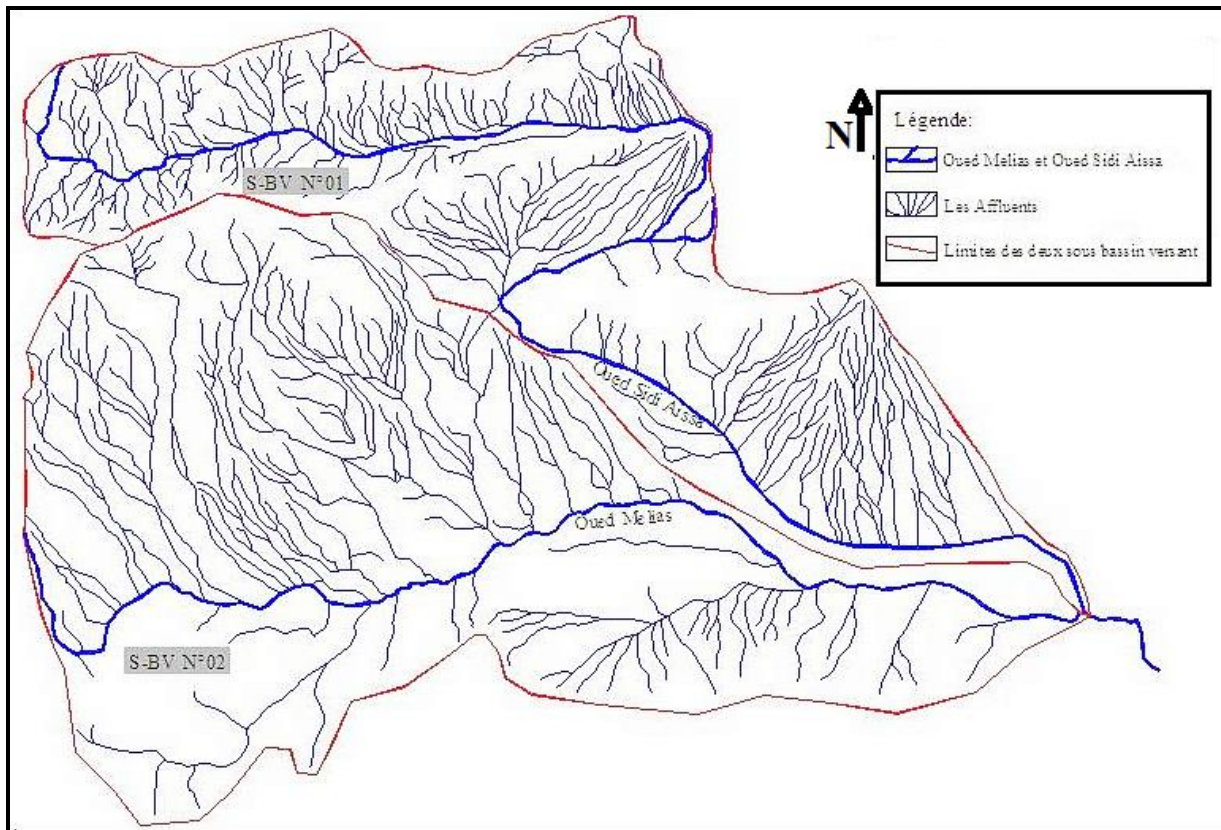 S-BV N°01
N
Légende:
Oued Melias et Oued Sidi Aissa
Les Affluents
Limites des deux sous bassin versant
Oued Sidi Aissa
Oued Melias
S-BV N°02